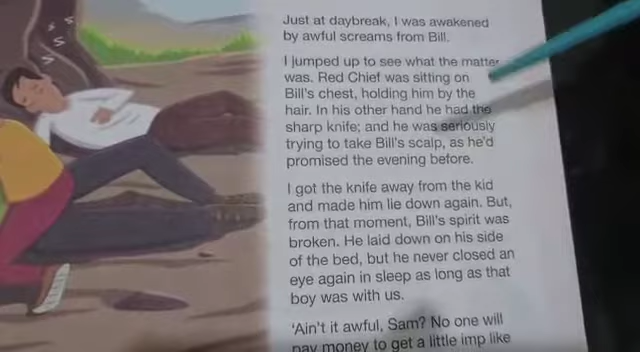 s
s
s
Just at daybreak, I was awakened
by awful screams from Bill.
I jumped up to see what the matter
was. Red Chief was sitting on
Bill's chest, holding him by the
hair. In his other hand he had the
sharp knife; and he was seriously
trying to take Bill's scalp, as he'd
promised the evening before.
I got the knife away from the kid
and made him lie down again. But,
from that moment, Bill's spirit was
broken. He laid down on his side
of the bed, but he never closed an
eye again in sleep as long as that
boy was with us.
'Ain't it awful, Sam? No one will
pay money to get a little imp like